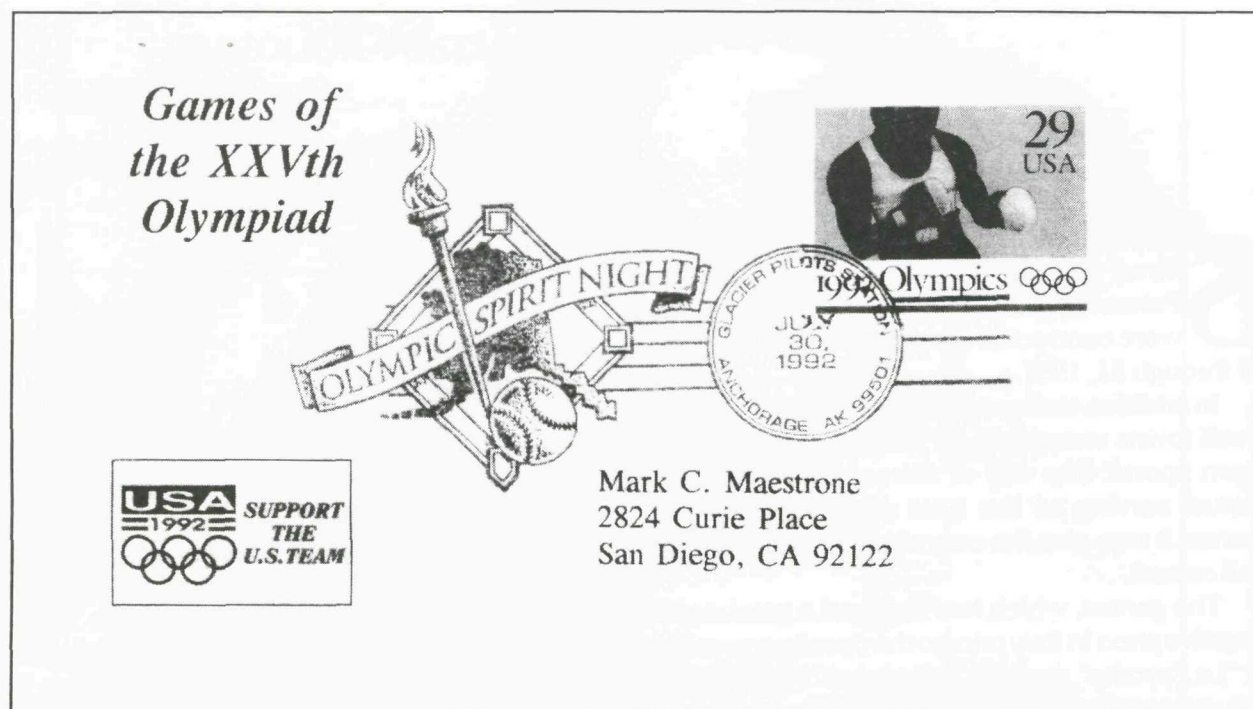 Games of
the XXVth
Olympiad
29
USA
1992 Olympics
OLYMPIC SPIRIT NIGHT
GLACIER PILOTS STATION
JULY
30,
1992
ANCHORAGE AK 99501
Mark C. Maestrone
2824 Curie Place
San Diego, CA 92122
USA
1992
SUPPORT
THE
U.S. TEAM